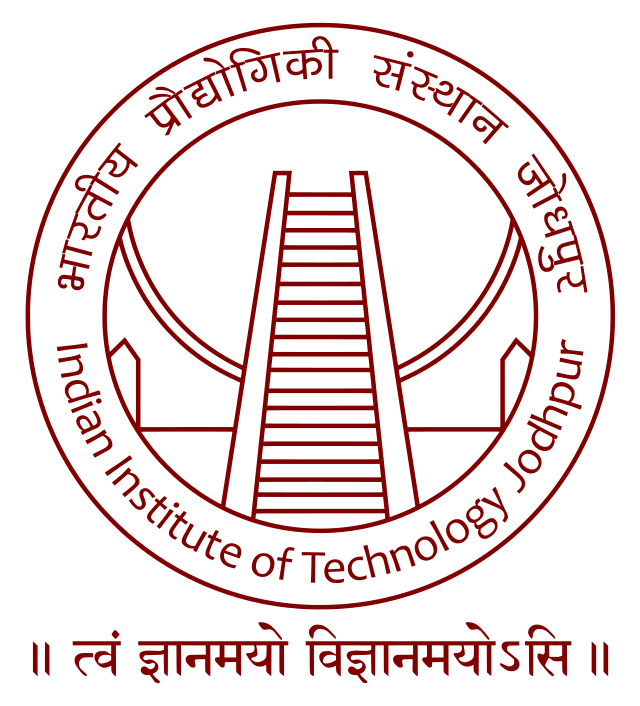 भारतीय प्रौद्योगिकी संस्थान जोधपुर
Indian Institute of Technology Jodhpur
॥ त्वं ज्ञानमयो विज्ञानमयोऽसि ॥